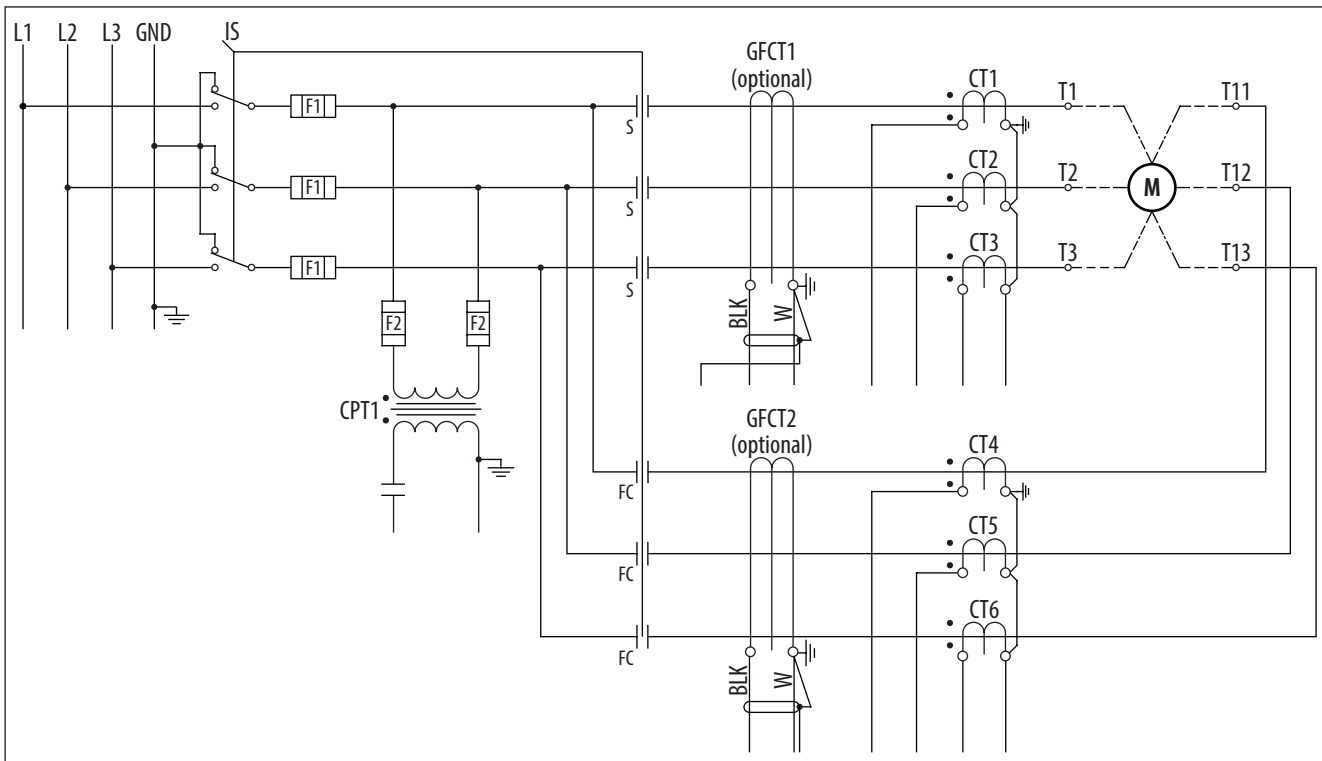 L1 L2 L3 GND IS
GFCT1
(optional)
CT1
T1
T11
F1
S
CT2
T2
M
T12
F1
S
CT3
T3
T13
F1
S
BLK
W
F2
F2
CPT1
GFCT2
(optional)
CT4
FC
CT5
FC
CT6
FC
BLK
W